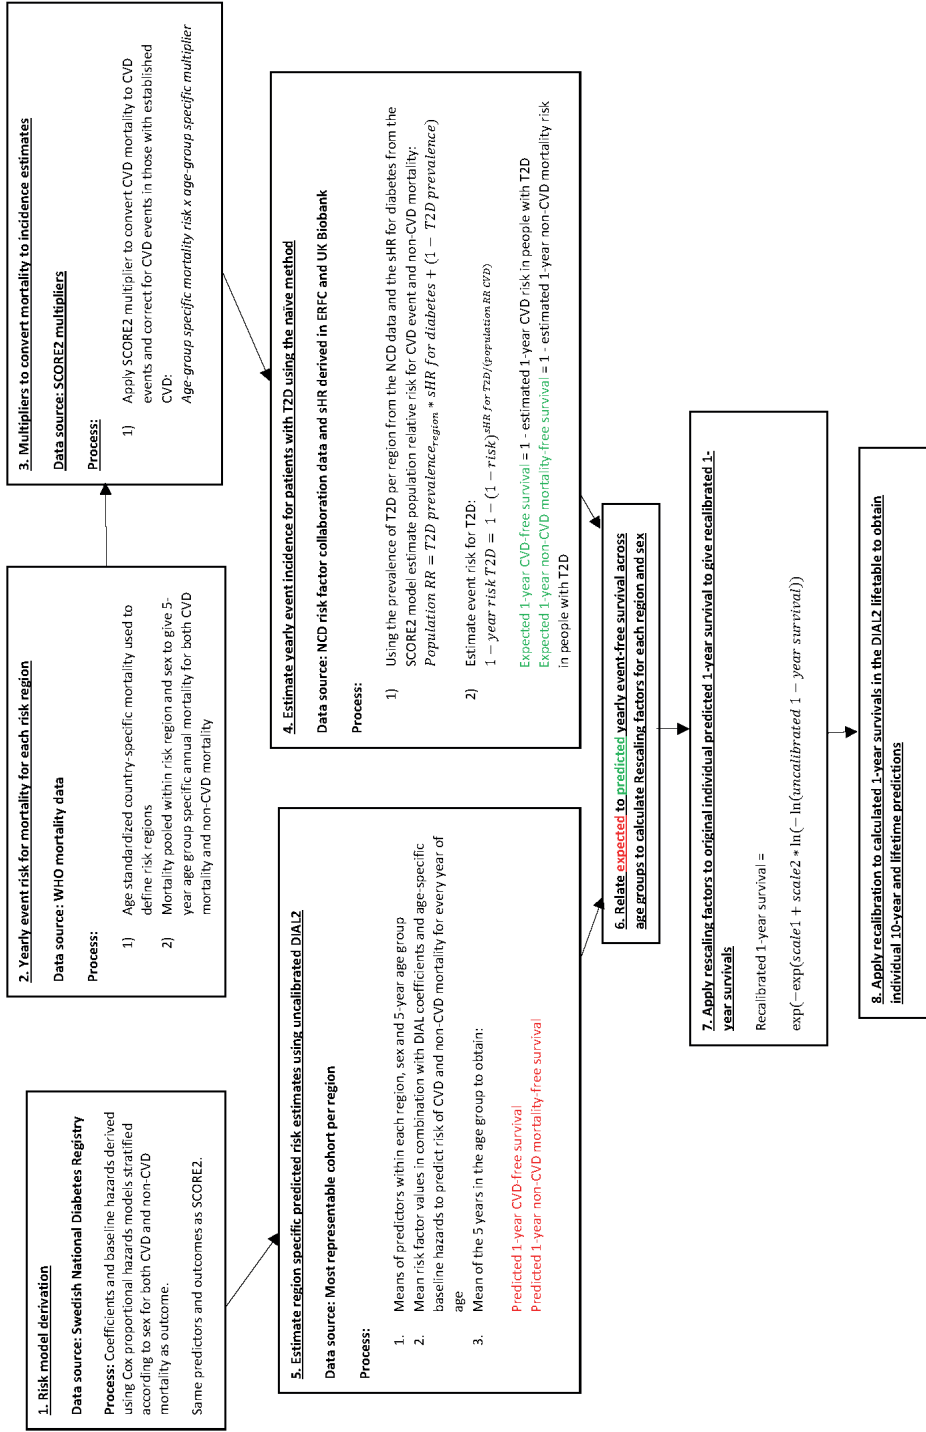 1. Risk model derivation
Data source: Swedish National Diabetes Registry
Process: Coefficients and baseline hazards derived
using Cox proportional hazards models stratified
according to sex for both CVD and non-CVD
mortality as outcome.
Same predictors and outcomes as SCORE2.
2. Yearly event risk for mortality for each risk region
Data source: WHO mortality data
Process:
1) Age standardized country-specific mortality used to
define risk regions
2) Mortality pooled within risk region and sex to give 5-
year age group specific annual mortality for both CVD
mortality and non-CVD mortality
3. Multipliers to convert mortality to incidence estimates
Data source: SCORE2 multipliers
Process:
1) Apply SCORE2 multiplier to convert CVD mortality to CVD
events and correct for CVD events in those with established
CVD:
Age-group specific mortality risk x age-group specific multiplier
4. Estimate yearly event incidence for patients with T2D using the naïve method
Data source: NCD risk factor collaboration data and sHR derived in ERFC and UK Biobank
Process:
1) Using the prevalence of T2D per region from the NCD data and the sHR for diabetes from the
SCORE2 model estimate population relative risk for CVD event and non-CVD mortality:
Population RR = T2D prevalence_region * sHR for diabetes + (1 − T2D prevalence)
2) Estimate event risk for T2D:
1 − year risk T2D = 1 − (1 − risk)^sHR for T2D/(population RR CVD)
Expected 1-year CVD-free survival = 1 - estimated 1-year CVD risk in people with T2D
Expected 1-year non-CVD mortality-free survival = 1 - estimated 1-year non-CVD mortality risk
in people with T2D
5. Estimate region specific predicted risk estimates using uncalibrated DIAL2
Data source: Most representable cohort per region
Process:
1. Means of predictors within each region, sex and 5-year age group
2. Mean risk factor values in combination with DIAL coefficients and age-specific
baseline hazards to predict risk of CVD and non-CVD mortality for every year of
age
3. Mean of the 5 years in the age group to obtain:
Predicted 1-year CVD-free survival
Predicted 1-year non-CVD mortality-free survival
6. Relate expected to predicted yearly event-free survival across
age groups to calculate Rescaling factors for each region and sex
7. Apply rescaling factors to original individual predicted 1-year survival to give recalibrated 1-
year survivals
Recalibrated 1-year survival =
exp(−exp(scale1 + scale2 * ln(−ln(uncalibrated 1 − year survival))
8. Apply recalibration to calculated 1-year survivals in the DIAL2 lifetable to obtain
individual 10-year and lifetime predictions